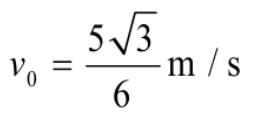 v₀ = 5√3/6 m / s